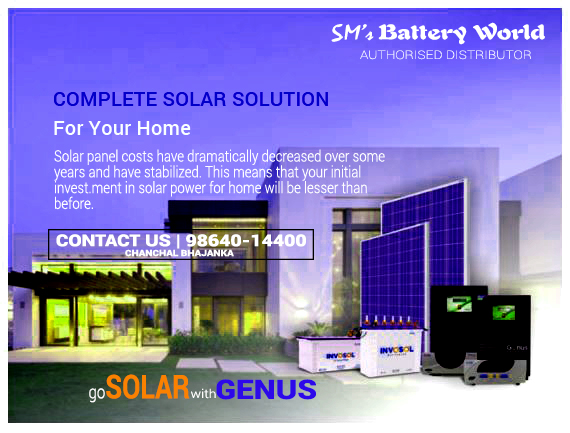 SM's Battery World
AUTHORISED DISTRIBUTOR
COMPLETE SOLAR SOLUTION
For Your Home
Solar panel costs have dramatically decreased over some
years and have stabilized. This means that your initial
invest.ment in solar power for home will be lesser than
before.
CONTACT US | 98640-14400
CHANCHAL BHAJANKA
INVOSOL
INVOSOL
goSOLARwithGENUS